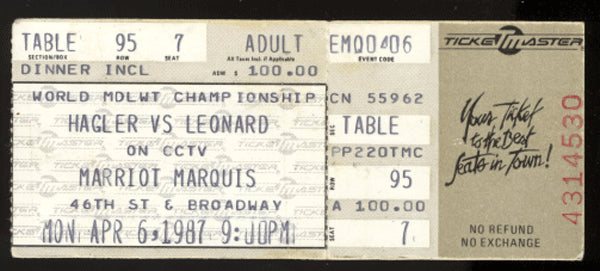 TABLE 95 7 ADULT
SECTION/BOX ROW SEAT All Taxes Incl. if Applicable
DINNER INCL ADM $ 100.00
WORLD MDLWT CHAMPIONSHIP
HAGLER VS LEONARD
ON CCTV
MARRIOT MARQUIS
46TH ST & BROADWAY
MON APR 6,1987 9:00PM
EMQ0406
EVENT CODE
CN 55962
TABLE
PP220TMC
95
A 100.00
7
TICKETMASTER
Your Ticket
to the Best
Seats in Town!
NO REFUND
NO EXCHANGE
4314530